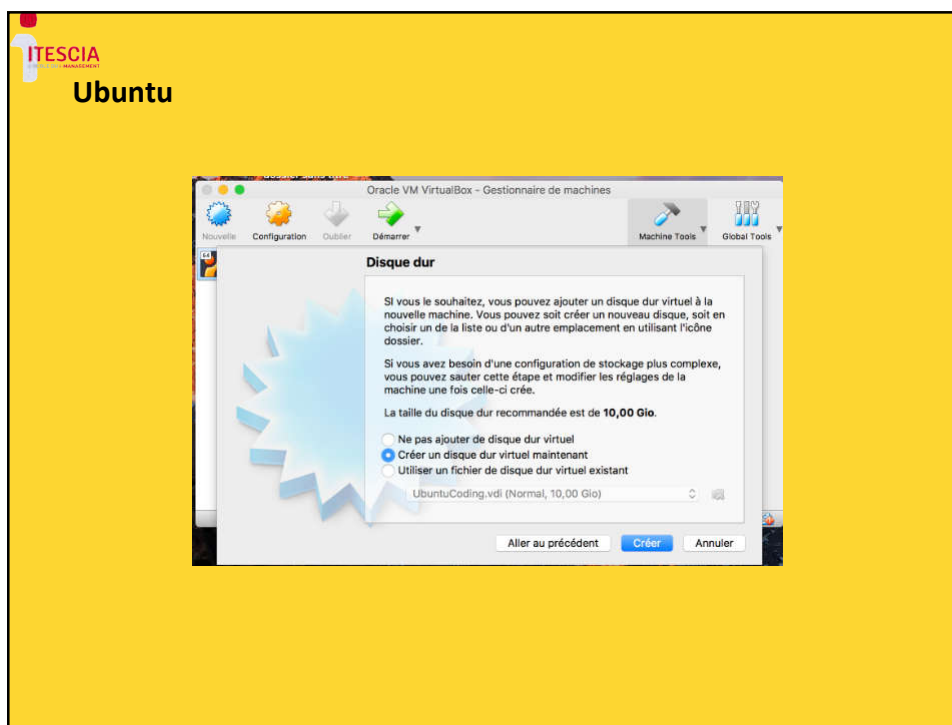 ITESCIA
MANAGEMENT
Ubuntu
Oracle VM VirtualBox - Gestionnaire de machines
Nouvelle
Configuration
Oublier
Démarrer
Machine Tools
Global Tools
64
Disque dur
Si vous le souhaitez, vous pouvez ajouter un disque dur virtuel à la
nouvelle machine. Vous pouvez soit créer un nouveau disque, soit en
choisir un de la liste ou d'un autre emplacement en utilisant l'icône
dossier.
Si vous avez besoin d'une configuration de stockage plus complexe,
vous pouvez sauter cette étape et modifier les réglages de la
machine une fois celle-ci crée.
La taille du disque dur recommandée est de 10,00 Gio.
Ne pas ajouter de disque dur virtuel
Créer un disque dur virtuel maintenant
Utiliser un fichier de disque dur virtuel existant
UbuntuCoding.vdi (Normal, 10,00 Gio)
Aller au précédent
Créer
Annuler